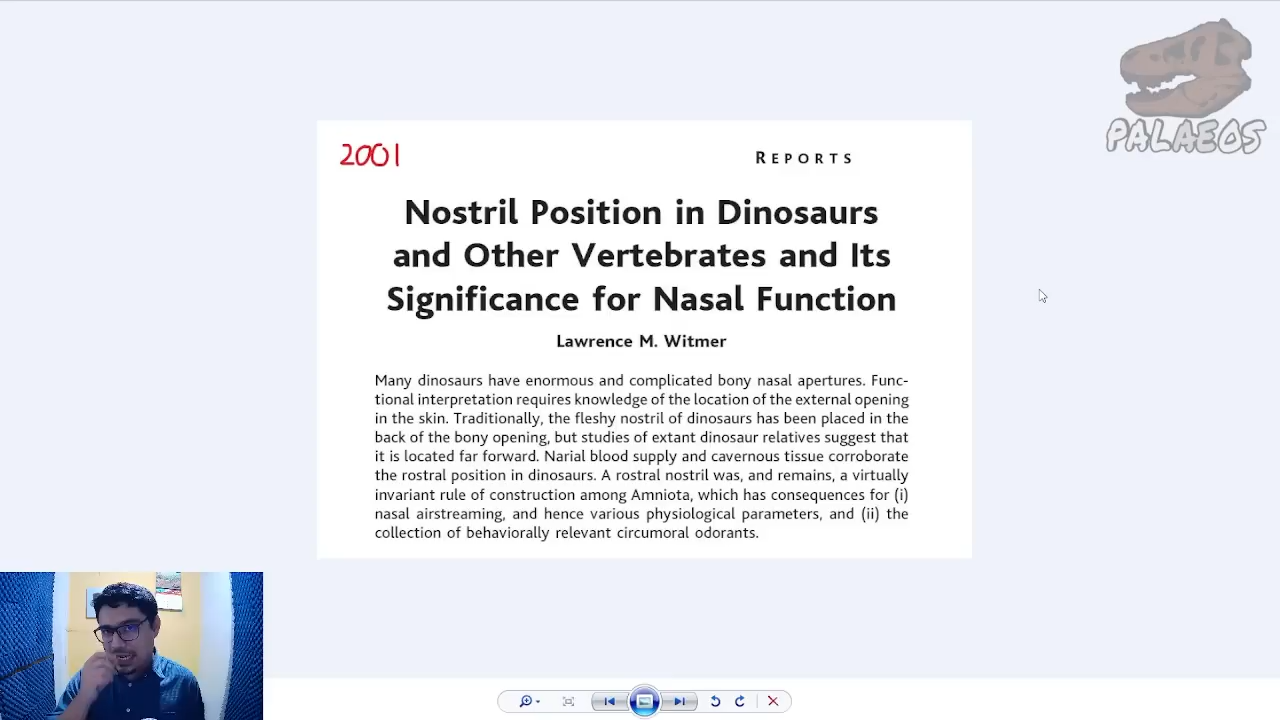 2001
REPORTS
Nostril Position in Dinosaurs
and Other Vertebrates and Its
Significance for Nasal Function
Lawrence M. Witmer
Many dinosaurs have enormous and complicated bony nasal apertures. Func-
tional interpretation requires knowledge of the location of the external opening
in the skin. Traditionally, the fleshy nostril of dinosaurs has been placed in the
back of the bony opening, but studies of extant dinosaur relatives suggest that
it is located far forward. Narial blood supply and cavernous tissue corroborate
the rostral position in dinosaurs. A rostral nostril was, and remains, a virtually
invariant rule of construction among Amniota, which has consequences for (i)
nasal airstreaming, and hence various physiological parameters, and (ii) the
collection of behaviorally relevant circumoral odorants.
PALAEOS